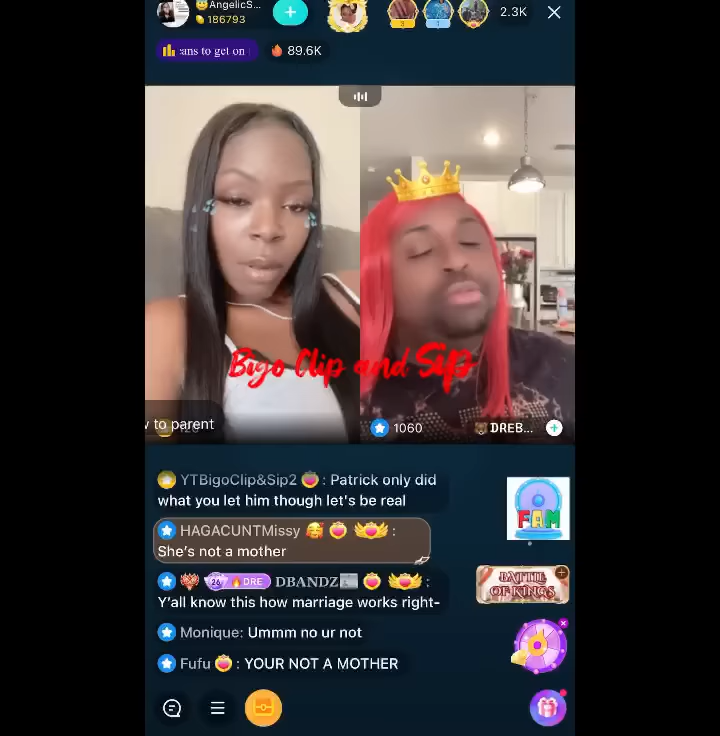 AngelicS...
186793
3
3
2.3K
:ans to get on
89.6K
Bigo Clip and Sip
v to parent
1060
DREB...
YTBigoClip&Sip2 : Patrick only did
what you let him though let's be real
HAGACUNTMissy :
She's not a mother
26 DRE DBANDZ :
Y'all know this how marriage works right-
Monique: Ummm no ur not
Fufu : YOUR NOT A MOTHER
FAM
BATTLE
OF KINGS